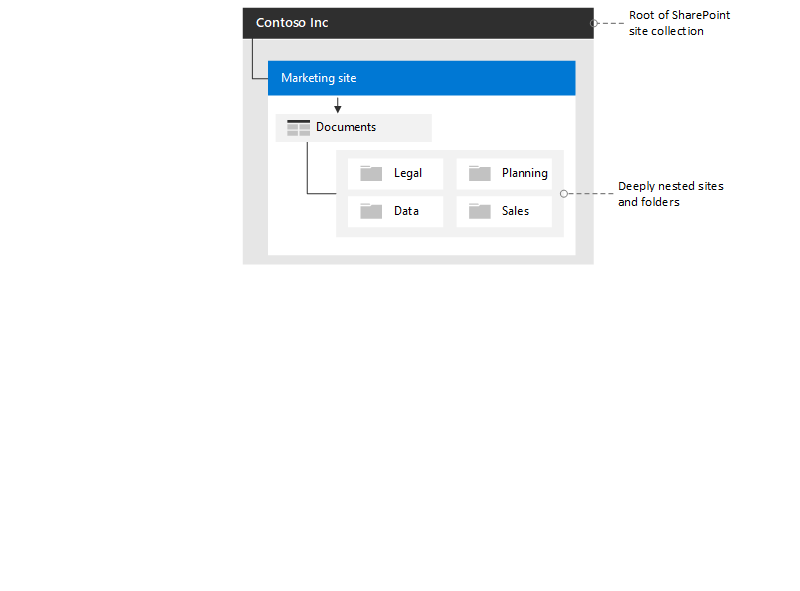 Contoso Inc
Root of SharePoint
site collection
Marketing site
Documents
Legal
Planning
Data
Sales
Deeply nested sites
and folders